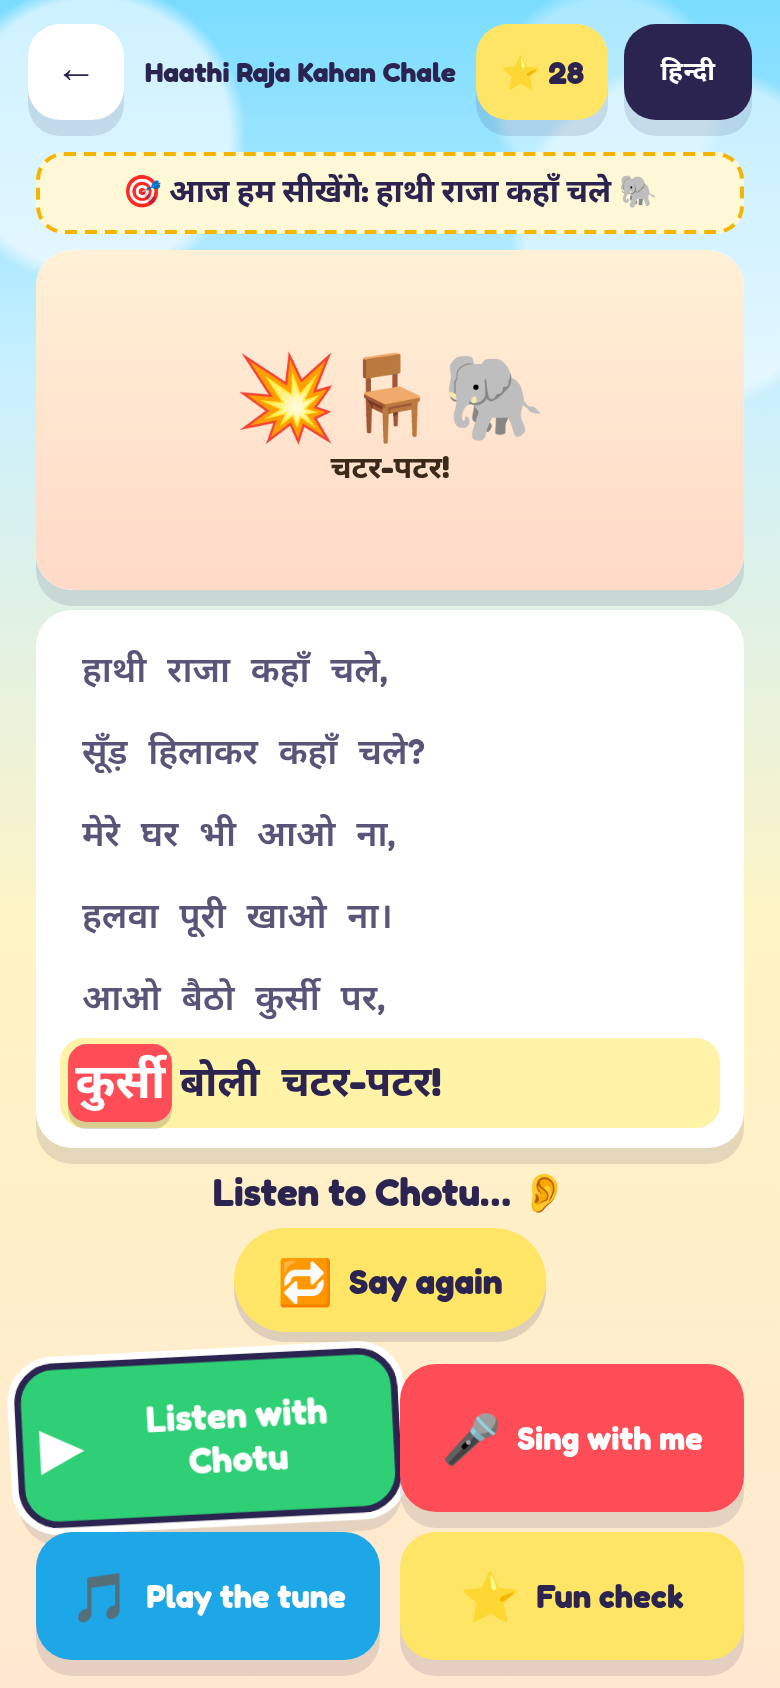 ← Haathi Raja Kahan Chale ⭐ 28 हिन्दी
🎯 आज हम सीखेंगे: हाथी राजा कहाँ चले 🐘
चटर-पटर!
हाथी राजा कहाँ चले,
सूँड़ हिलाकर कहाँ चले?
मेरे घर भी आओ ना,
हलवा पूरी खाओ ना।
आओ बैठो कुर्सी पर,
कुर्सी बोली चटर-पटर!
Listen to Chotu... 👂
🔁 Say again
▶ Listen with
Chotu
🎤 Sing with me
🎵 Play the tune
⭐ Fun check